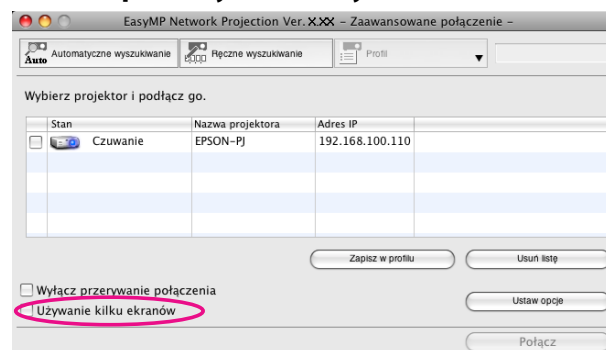 EasyMP Network Projection Ver.X.XX – Zaawansowane połączenie –
Auto Automatyczne wyszukiwanie Ręczne wyszukiwanie Profil
Wybierz projektor i podłącz go.
Stan Nazwa projektora Adres IP
Czuwanie EPSON-PJ 192.168.100.110
Zapisz w profilu Usuń listę
Wyłącz przerywanie połączenia
Używanie kilku ekranów
Ustaw opcje
Połącz